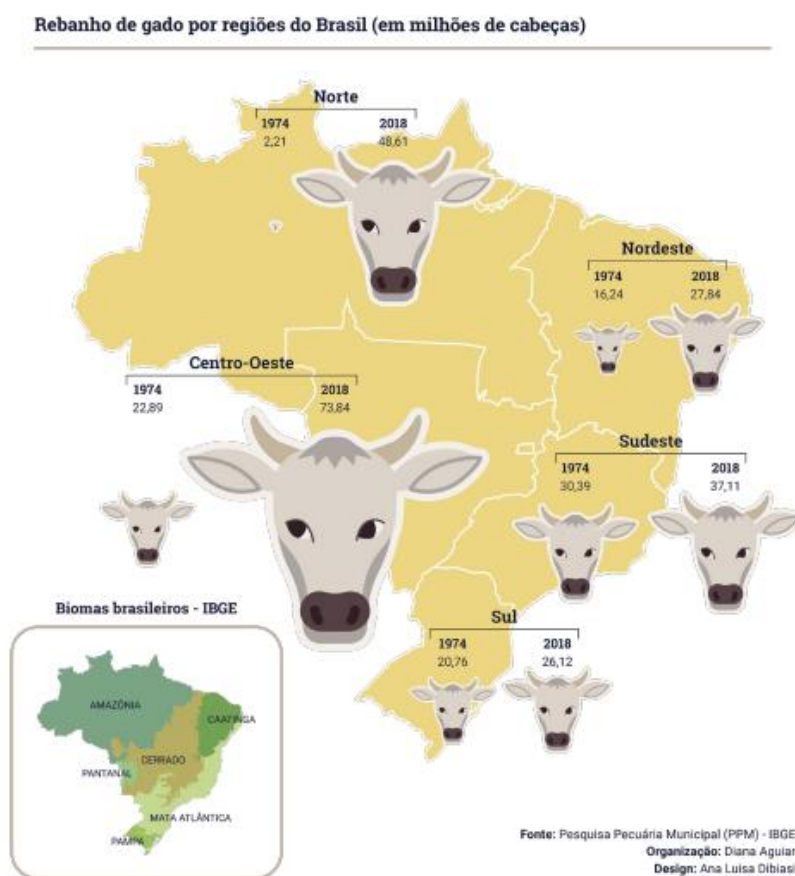 Rebanho de gado por regiões do Brasil (em milhões de cabeças)
Norte
1974 2018
2,21 48,61
Nordeste
1974 2018
16,24 27,84
Centro-Oeste
1974 2018
22,89 73,84
Sudeste
1974 2018
30,39 37,11
Sul
1974 2018
20,76 26,12
Biomas brasileiros - IBGE
AMAZÔNIA
CAATINGA
CERRADO
PANTANAL
MATA ATLÂNTICA
PAMPA
Fonte: Pesquisa Pecuária Municipal (PPM) - IBGE
Organização: Diana Aguiar
Design: Ana Luisa Dibiasi